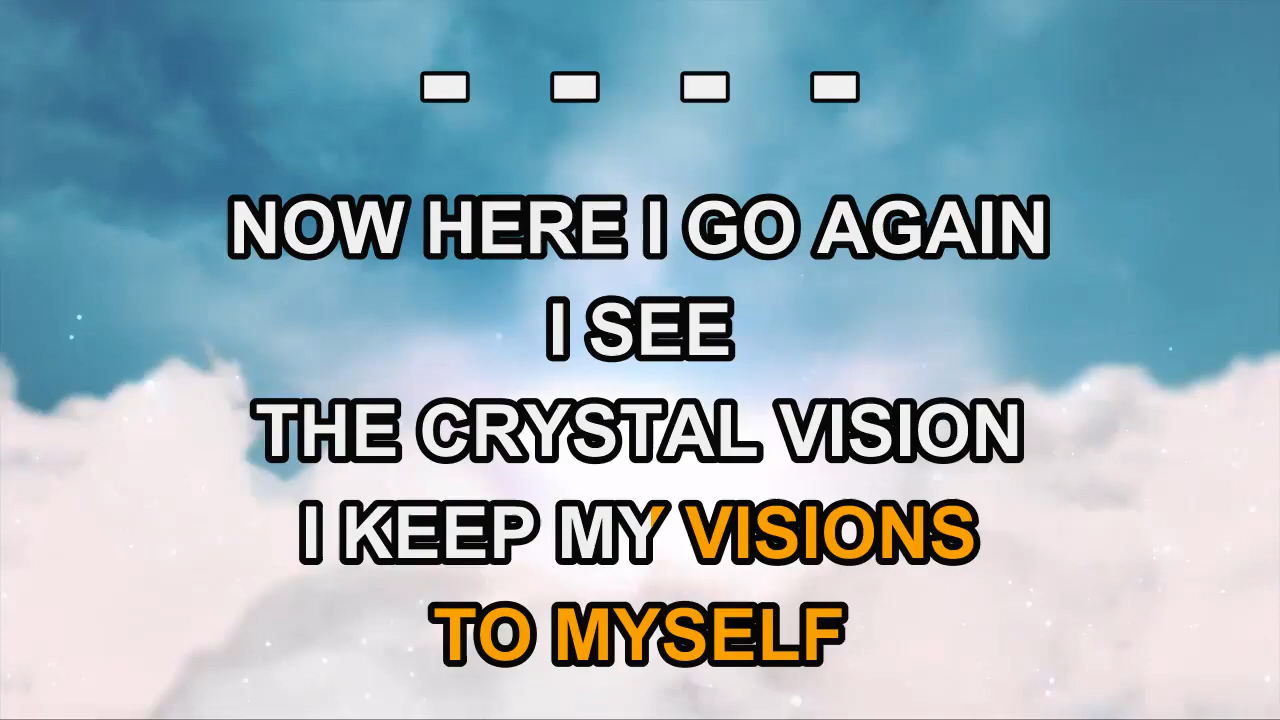 - - - -
NOW HERE I GO AGAIN
I SEE
THE CRYSTAL VISION
I KEEP MY VISIONS
TO MYSELF